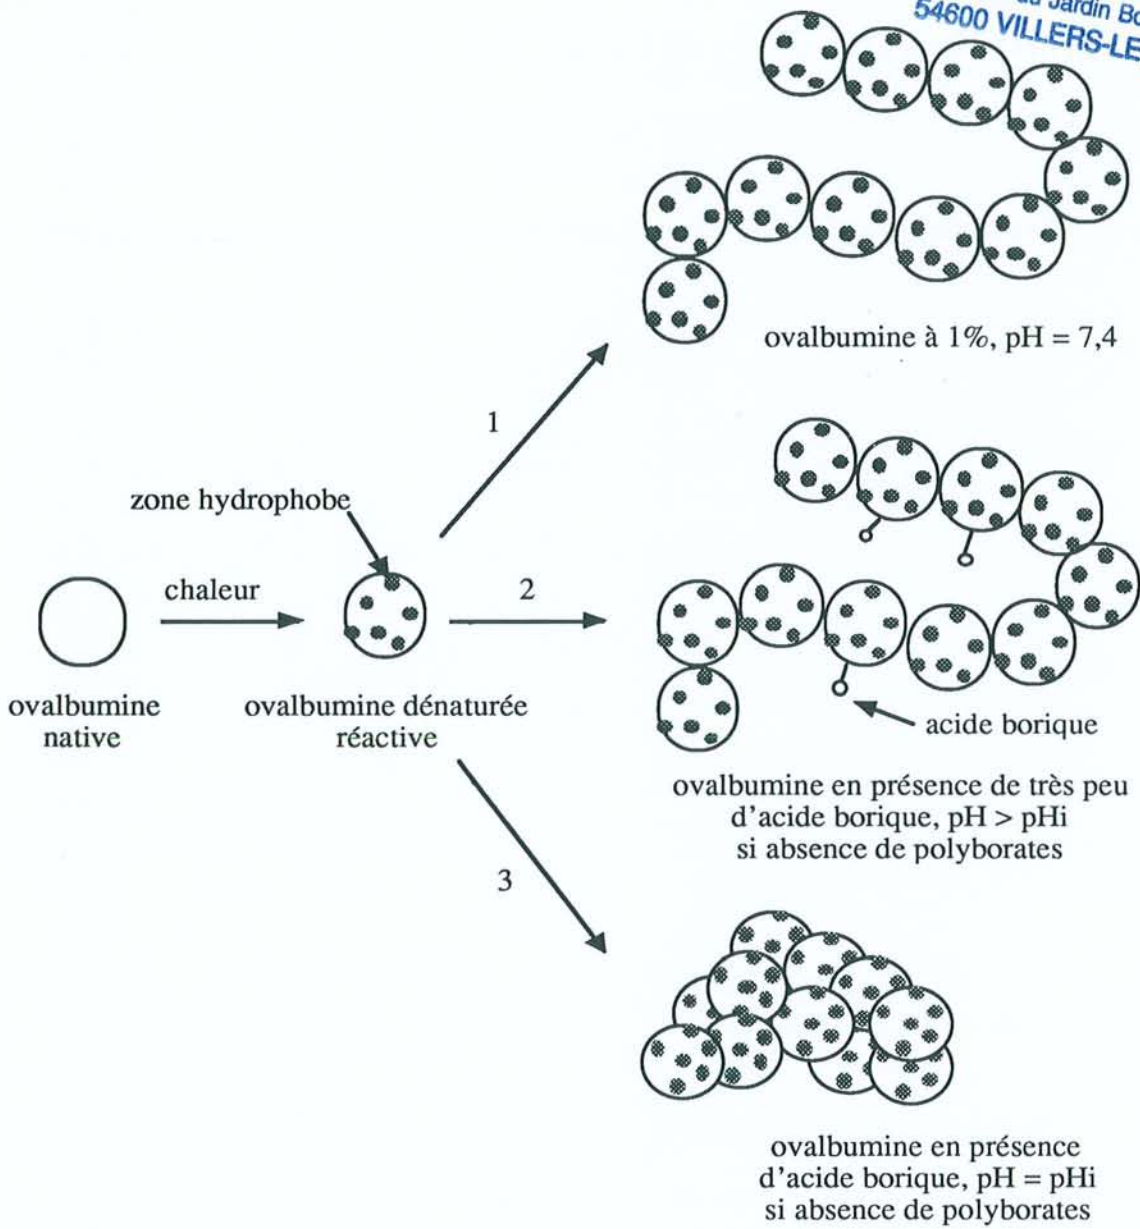 du Jardin
54600 VILLERS-LE
ovalbumine à 1%, pH = 7,4
1
zone hydrophobe
chaleur
2
ovalbumine
native
ovalbumine dénaturée
réactive
acide borique
ovalbumine en présence de très peu
d'acide borique, pH > pHi
si absence de polyborates
3
ovalbumine en présence
d'acide borique, pH = pHi
si absence de polyborates